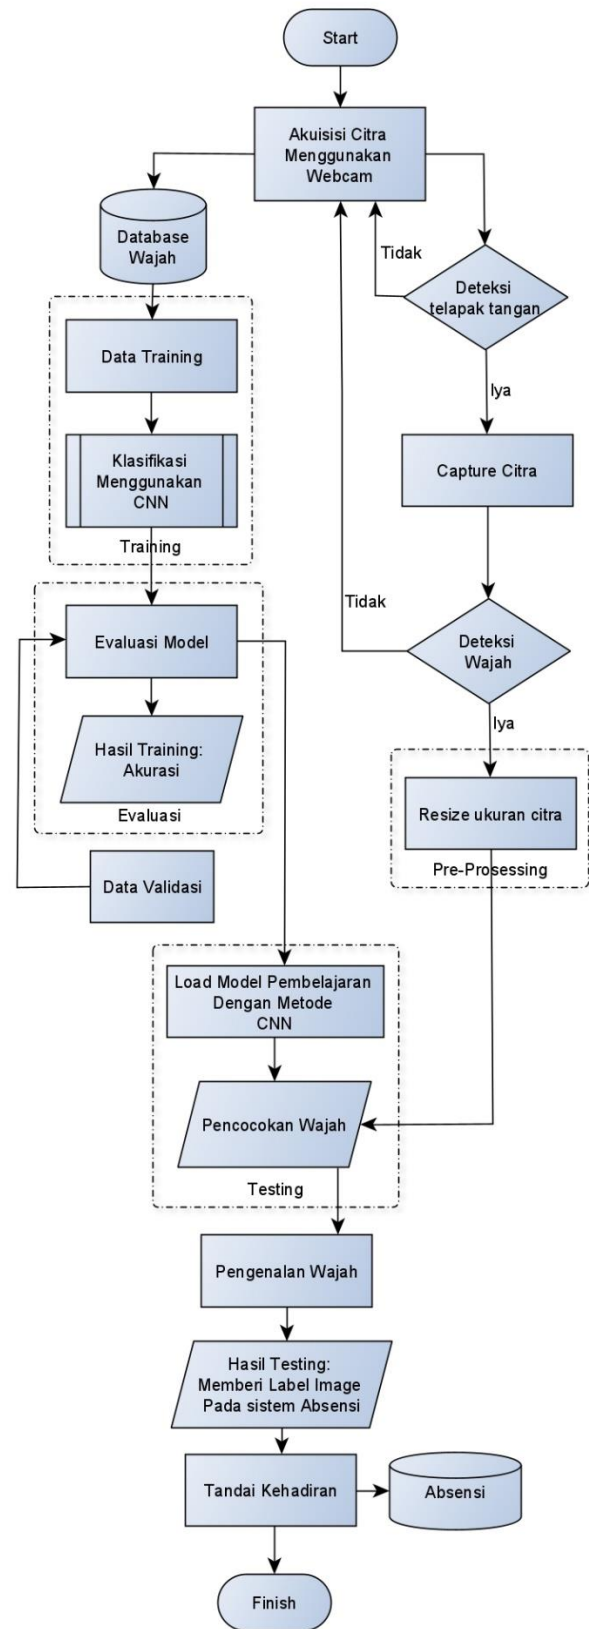 Start
Akuisisi Citra
Menggunakan
Webcam
Database
Wajah
Tidak
Deteksi
telapak tangan
Data Training
Iya
Klasifikasi
Menggunakan
CNN
Capture Citra
Training
Tidak
Evaluasi Model
Deteksi
Wajah
Hasil Training:
Akurasi
Iya
Evaluasi
Resize ukuran citra
Pre-Prosessing
Data Validasi
Load Model Pembelajaran
Dengan Metode
CNN
Pencocokan Wajah
Testing
Pengenalan Wajah
Hasil Testing:
Memberi Label Image
Pada sistem Absensi
Tandai Kehadiran
Absensi
Finish